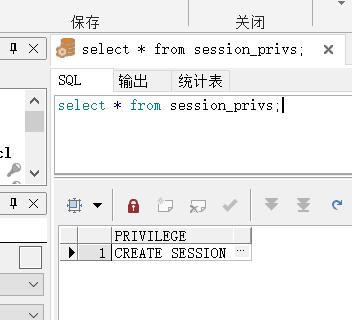 保存 关闭
select * from session_privs;
SQL 输出 统计表
select * from session_privs;
cl
PRIVILEGE
1 CREATE SESSION ...